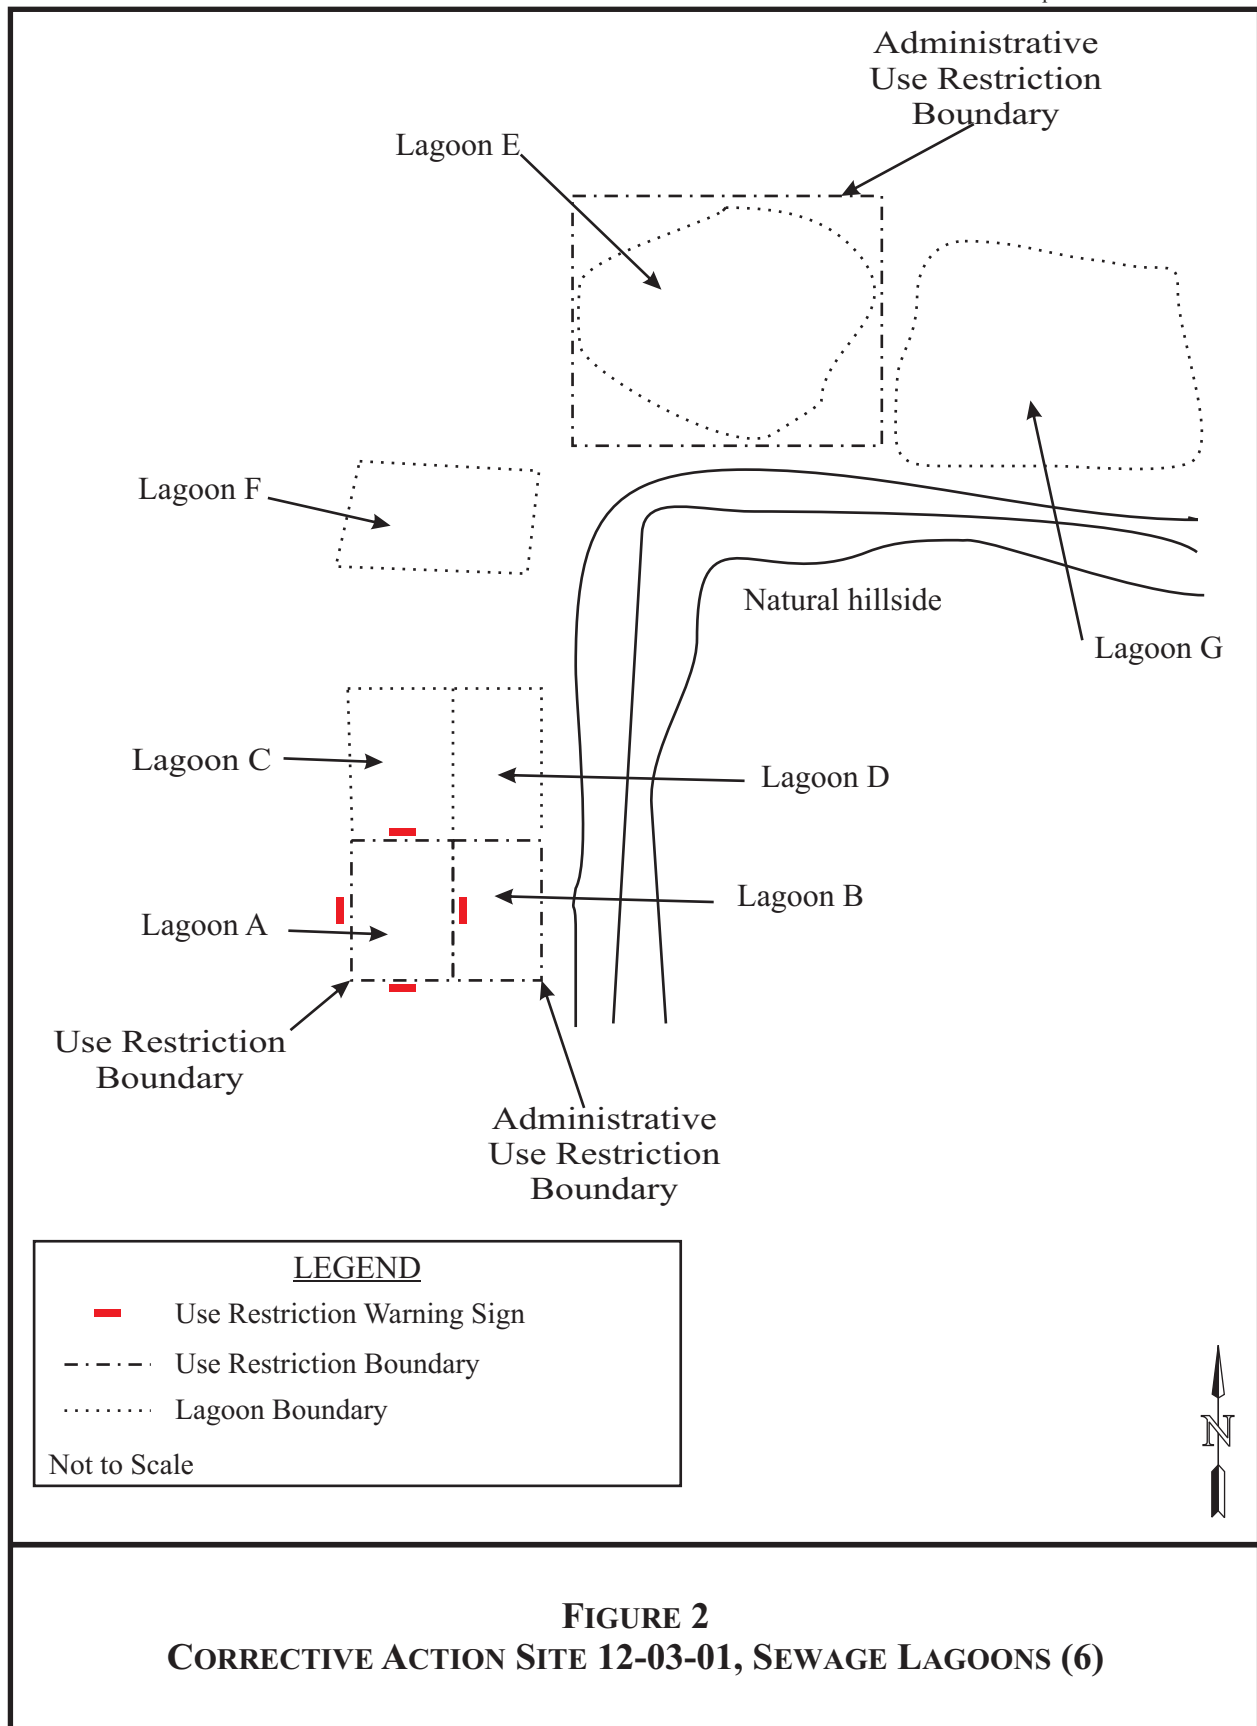 Administrative
Use Restriction
Boundary
Lagoon E
Lagoon F
Natural hillside
Lagoon G
Lagoon C
Lagoon D
Lagoon B
Lagoon A
Use Restriction
Boundary
Administrative
Use Restriction
Boundary
LEGEND
Use Restriction Warning Sign
Use Restriction Boundary
Lagoon Boundary
Not to Scale
N
FIGURE 2
CORRECTIVE ACTION SITE 12-03-01, SEWAGE LAGOONS (6)